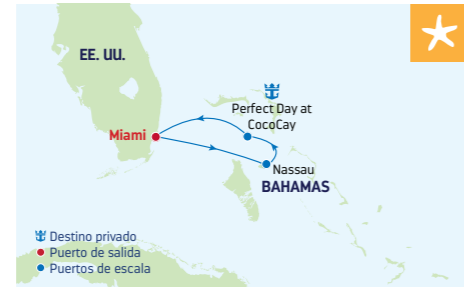 EE. UU.
Perfect Day at
CocoCay
Miami
Nassau
BAHAMAS
Destino privado
Puerto de salida
Puertos de escala